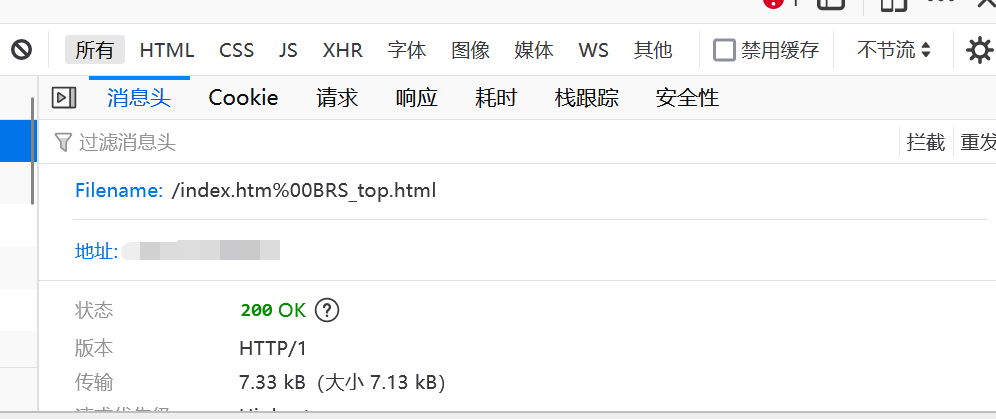 所有 HTML CSS JS XHR 字体 图像 媒体 WS 其他 禁用缓存 不节流
消息头 Cookie 请求 响应 耗时 栈跟踪 安全性
过滤消息头 拦截 重发
Filename: /index.htm%00BRS_top.html
地址:
状态 200 OK
版本 HTTP/1
传输 7.33 kB（大小 7.13 kB）